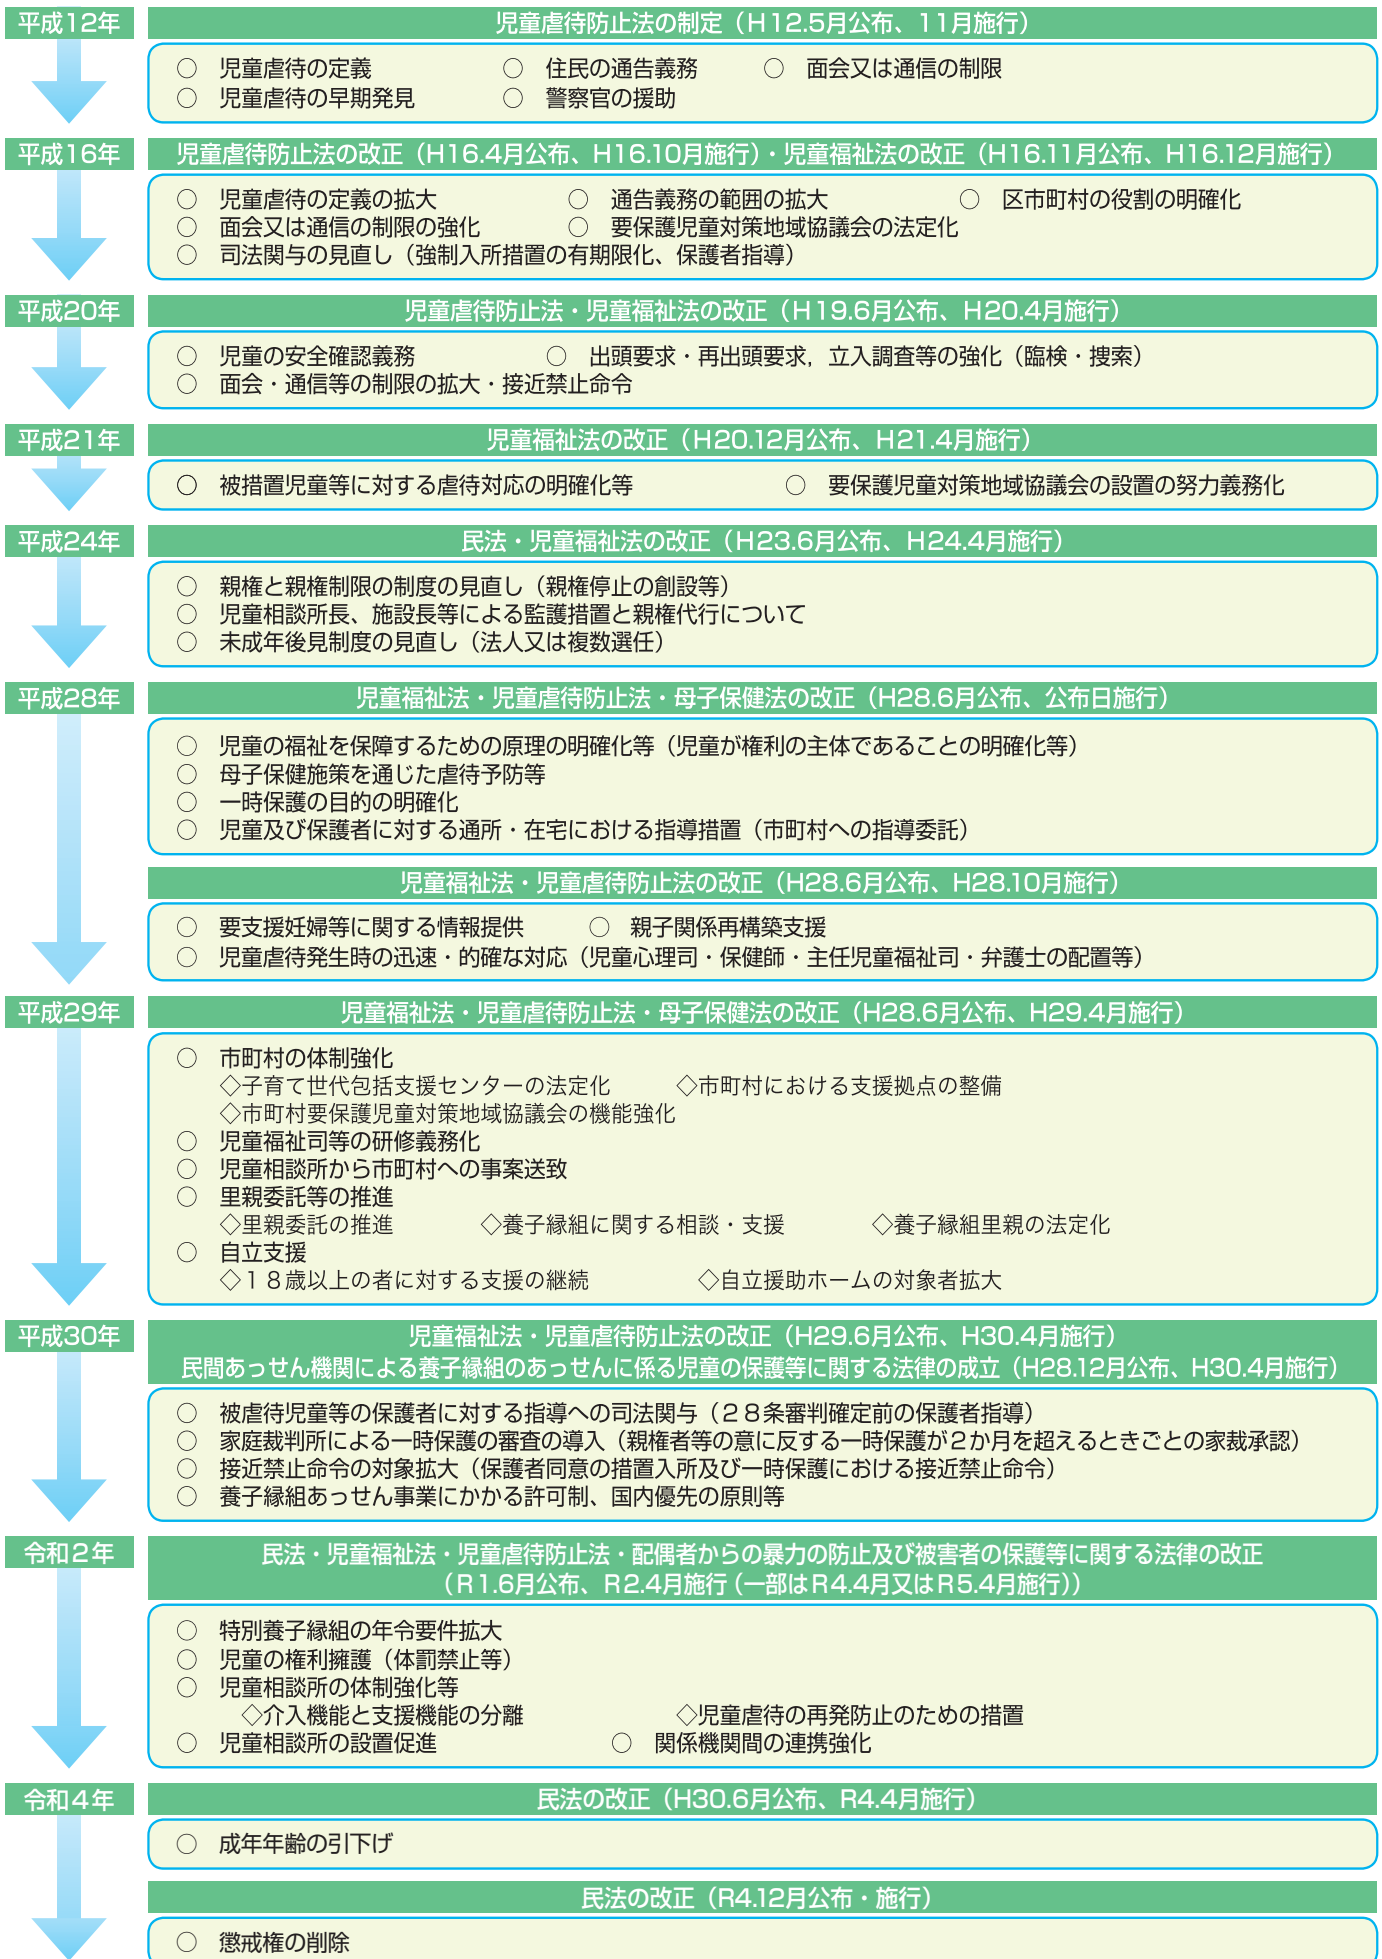 平成12年
児童虐待防止法の制定（H12.5月公布、11月施行）
○ 児童虐待の定義 ○ 住民の通告義務 ○ 面会又は通信の制限
○ 児童虐待の早期発見 ○ 警察官の援助
平成16年
児童虐待防止法の改正（H16.4月公布、H16.10月施行）・児童福祉法の改正（H16.11月公布、H16.12月施行）
○ 児童虐待の定義の拡大 ○ 通告義務の範囲の拡大 ○ 区市町村の役割の明確化
○ 面会又は通信の制限の強化 ○ 要保護児童対策地域協議会の法定化
○ 司法関与の見直し（強制入所措置の有期限化、保護者指導）
平成20年
児童虐待防止法・児童福祉法の改正（H19.6月公布、H20.4月施行）
○ 児童の安全確認義務 ○ 出頭要求・再出頭要求，立入調査等の強化（臨検・捜索）
○ 面会・通信等の制限の拡大・接近禁止命令
平成21年
児童福祉法の改正（H20.12月公布、H21.4月施行）
○ 被措置児童等に対する虐待対応の明確化等 ○ 要保護児童対策地域協議会の設置の努力義務化
平成24年
民法・児童福祉法の改正（H23.6月公布、H24.4月施行）
○ 親権と親権制限の制度の見直し（親権停止の創設等）
○ 児童相談所長、施設長等による監護措置と親権代行について
○ 未成年後見制度の見直し（法人又は複数選任）
平成28年
児童福祉法・児童虐待防止法・母子保健法の改正（H28.6月公布、公布日施行）
○ 児童の福祉を保障するための原理の明確化等（児童が権利の主体であることの明確化等）
○ 母子保健施策を通じた虐待予防等
○ 一時保護の目的の明確化
○ 児童及び保護者に対する通所・在宅における指導措置（市町村への指導委託）
児童福祉法・児童虐待防止法の改正（H28.6月公布、H28.10月施行）
○ 要支援妊婦等に関する情報提供 ○ 親子関係再構築支援
○ 児童虐待発生時の迅速・的確な対応（児童心理司・保健師・主任児童福祉司・弁護士の配置等）
平成29年
児童福祉法・児童虐待防止法・母子保健法の改正（H28.6月公布、H29.4月施行）
○ 市町村の体制強化
◇子育て世代包括支援センターの法定化 ◇市町村における支援拠点の整備
◇市町村要保護児童対策地域協議会の機能強化
○ 児童福祉司等の研修義務化
○ 児童相談所から市町村への事案送致
○ 里親委託等の推進
◇里親委託の推進 ◇養子縁組に関する相談・支援 ◇養子縁組里親の法定化
○ 自立支援
◇１８歳以上の者に対する支援の継続 ◇自立援助ホームの対象者拡大
平成30年
児童福祉法・児童虐待防止法の改正（H29.6月公布、H30.4月施行）
民間あっせん機関による養子縁組のあっせんに係る児童の保護等に関する法律の成立（H28.12月公布、H30.4月施行）
○ 被虐待児童等の保護者に対する指導への司法関与（２８条審判確定前の保護者指導）
○ 家庭裁判所による一時保護の審査の導入（親権者等の意に反する一時保護が２か月を超えるときごとの家裁承認）
○ 接近禁止命令の対象拡大（保護者同意の措置入所及び一時保護における接近禁止命令）
○ 養子縁組あっせん事業にかかる許可制、国内優先の原則等
令和２年
民法・児童福祉法・児童虐待防止法・配偶者からの暴力の防止及び被害者の保護等に関する法律の改正
（R1.6月公布、R2.4月施行（一部はR4.4月又はR5.4月施行））
○ 特別養子縁組の年令要件拡大
○ 児童の権利擁護（体罰禁止等）
○ 児童相談所の体制強化等
◇介入機能と支援機能の分離 ◇児童虐待の再発防止のための措置
○ 児童相談所の設置促進 ○ 関係機関間の連携強化
令和４年
民法の改正（H30.6月公布、R4.4月施行）
○ 成年年齢の引下げ
民法の改正（R4.12月公布・施行）
○ 懲戒権の削除